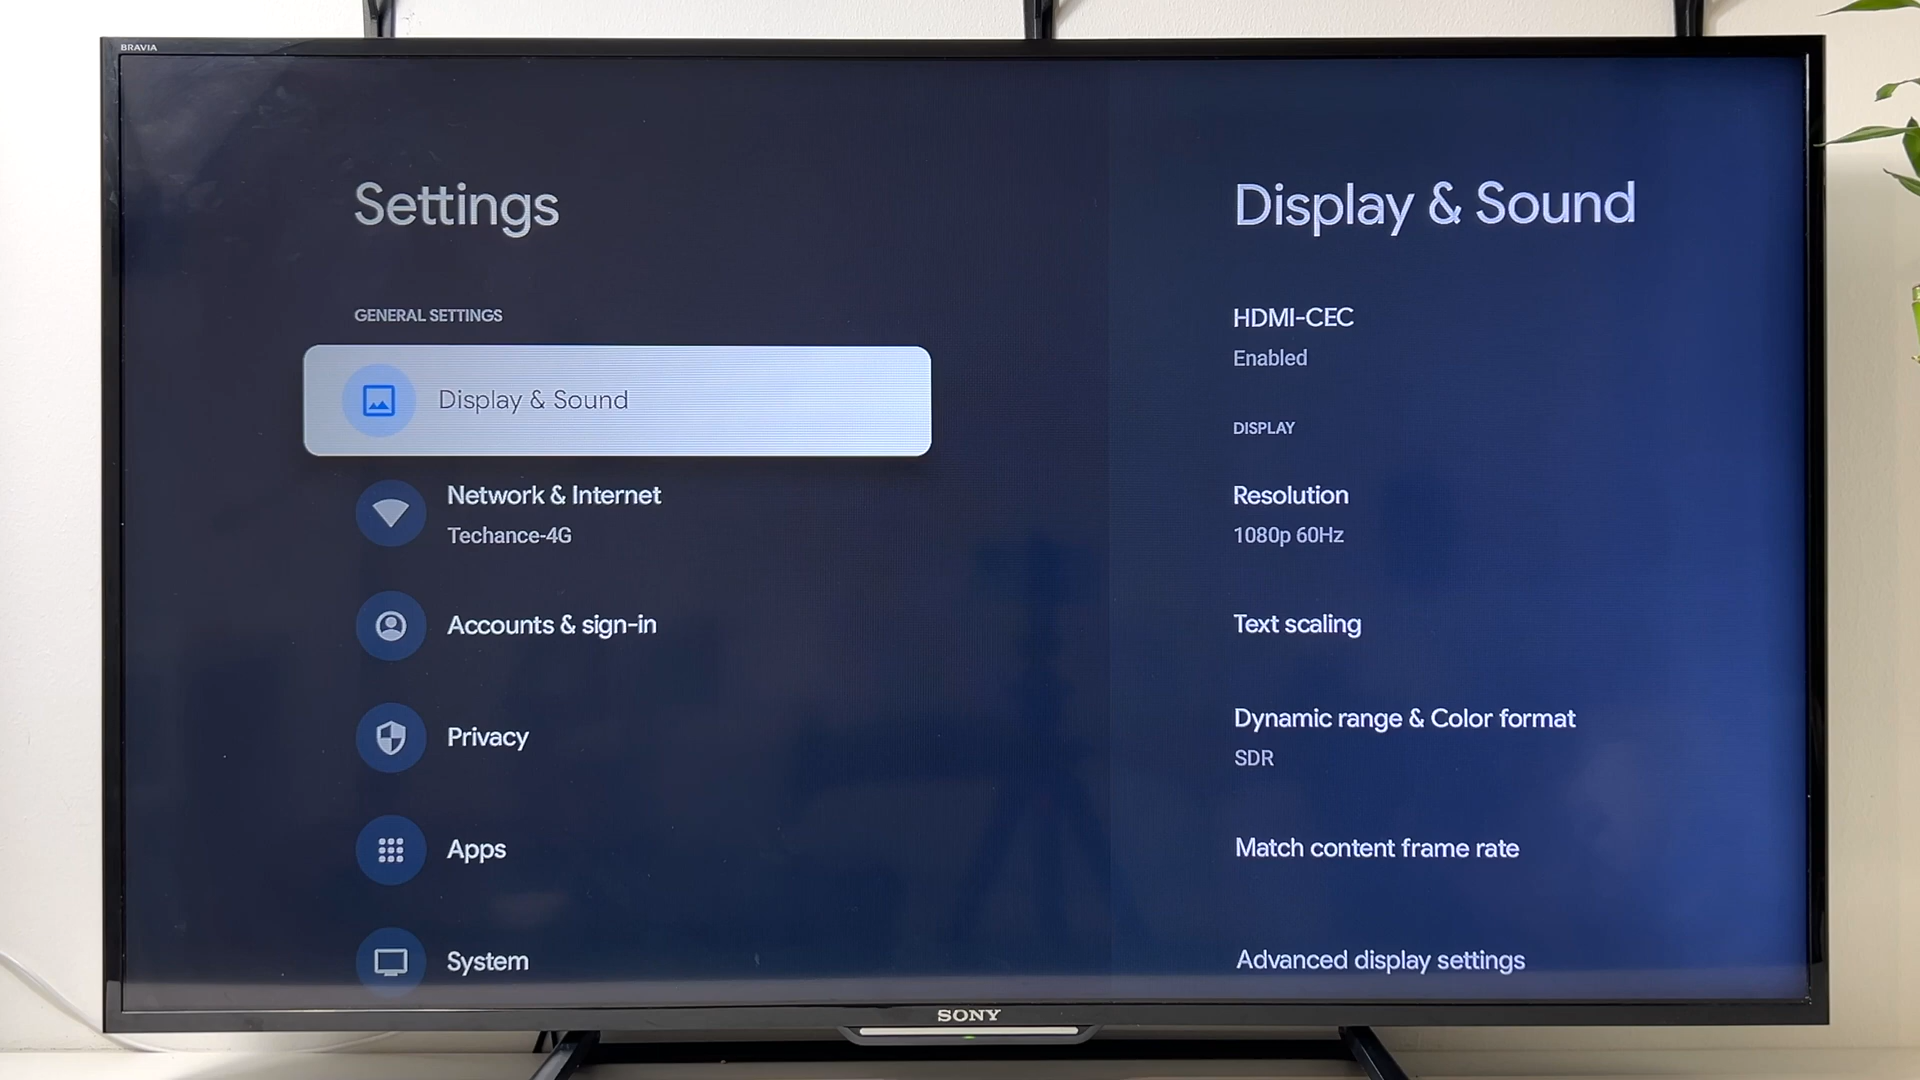 BRAVIA
Settings
GENERAL SETTINGS
Display & Sound
Network & Internet
Techance-4G
Accounts & sign-in
Privacy
Apps
System
Display & Sound
HDMI-CEC
Enabled
DISPLAY
Resolution
1080p 60Hz
Text scaling
Dynamic range & Color format
SDR
Match content frame rate
Advanced display settings
SONY